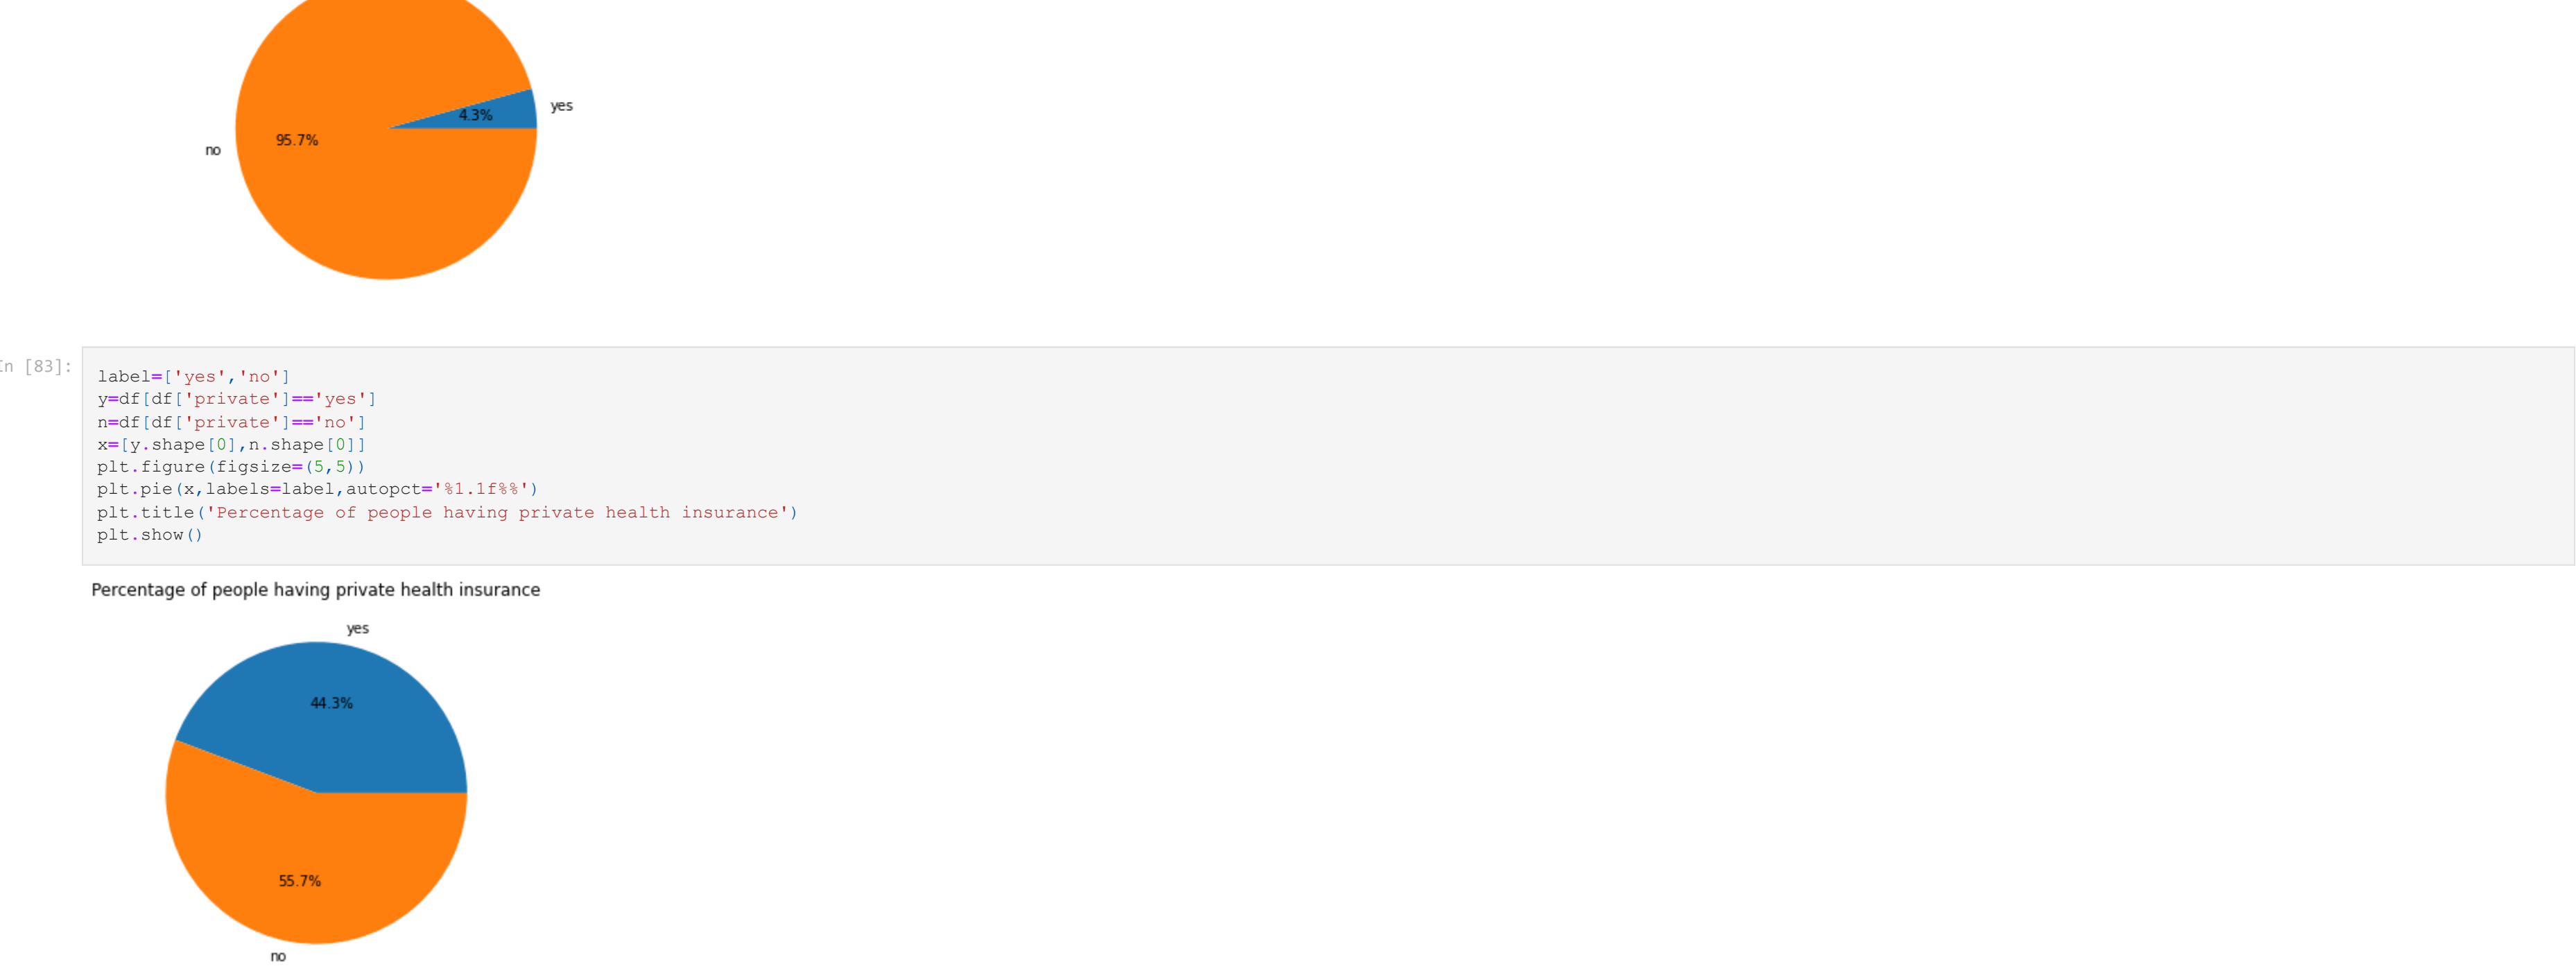 yes
4.3%
95.7%
no
In [83]:
label=['yes','no']
y=df[df['private']=='yes']
n=df[df['private']=='no']
x=[y.shape[0],n.shape[0]]
plt.figure(figsize=(5,5))
plt.pie(x,labels=label,autopct='%1.1f%%')
plt.title('Percentage of people having private health insurance')
plt.show()
Percentage of people having private health insurance
yes
44.3%
55.7%
no